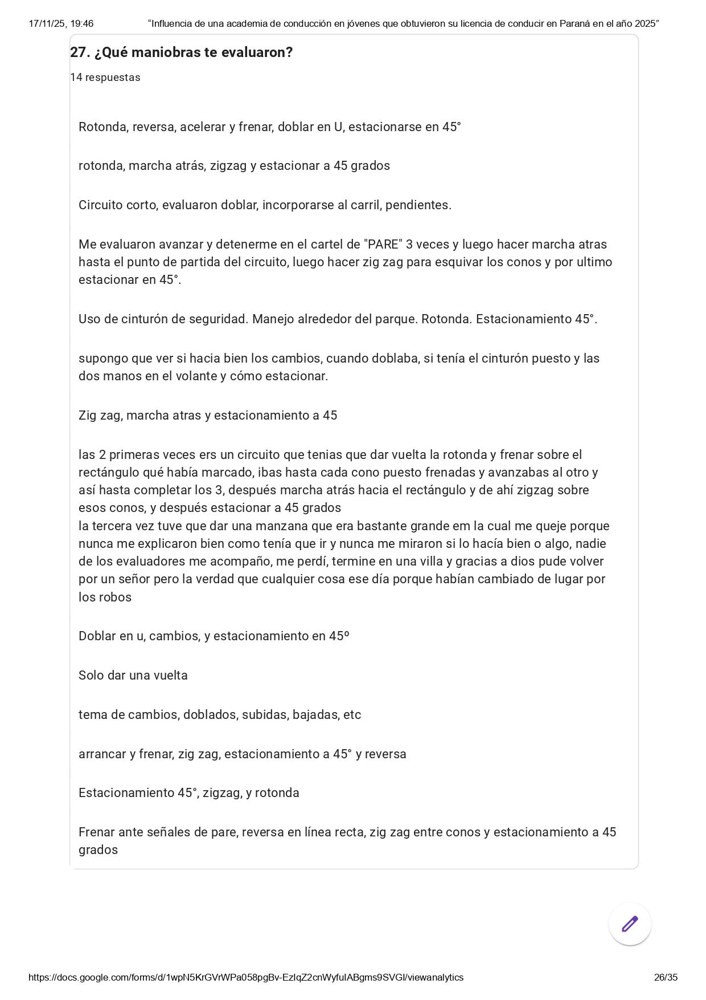 17/11/25, 19:46
“Influencia de una academia de conducción en jóvenes que obtuvieron su licencia de conducir en Paraná en el año 2025”
27. ¿Qué maniobras te evaluaron?
14 respuestas
Rotonda, reversa, acelerar y frenar, doblar en U, estacionarse en 45°
rotonda, marcha atrás, zigzag y estacionar a 45 grados
Circuito corto, evaluaron doblar, incorporarse al carril, pendientes.
Me evaluaron avanzar y detenerme en el cartel de "PARE" 3 veces y luego hacer marcha atras
hasta el punto de partida del circuito, luego hacer zig zag para esquivar los conos y por ultimo
estacionar en 45°.
Uso de cinturón de seguridad. Manejo alrededor del parque. Rotonda. Estacionamiento 45°.
supongo que ver si hacia bien los cambios, cuando doblaba, si tenía el cinturón puesto y las
dos manos en el volante y cómo estacionar.
Zig zag, marcha atras y estacionamiento a 45
las 2 primeras veces ers un circuito que tenias que dar vuelta la rotonda y frenar sobre el
rectángulo qué había marcado, ibas hasta cada cono puesto frenadas y avanzabas al otro y
así hasta completar los 3, después marcha atrás hacia el rectángulo y de ahí zigzag sobre
esos conos, y después estacionar a 45 grados
la tercera vez tuve que dar una manzana que era bastante grande em la cual me queje porque
nunca me explicaron bien como tenía que ir y nunca me miraron si lo hacía bien o algo, nadie
de los evaluadores me acompaño, me perdí, termine en una villa y gracias a dios pude volver
por un señor pero la verdad que cualquier cosa ese día porque habían cambiado de lugar por
los robos
Doblar en u, cambios, y estacionamiento en 45º
Solo dar una vuelta
tema de cambios, doblados, subidas, bajadas, etc
arrancar y frenar, zig zag, estacionamiento a 45° y reversa
Estacionamiento 45°, zigzag, y rotonda
Frenar ante señales de pare, reversa en línea recta, zig zag entre conos y estacionamiento a 45
grados
https://docs.google.com/forms/d/1wpN5KrGVrWPa058pgBv-EzIqZ2cnWyfuIABgms9SVGI/viewanalytics
26/35